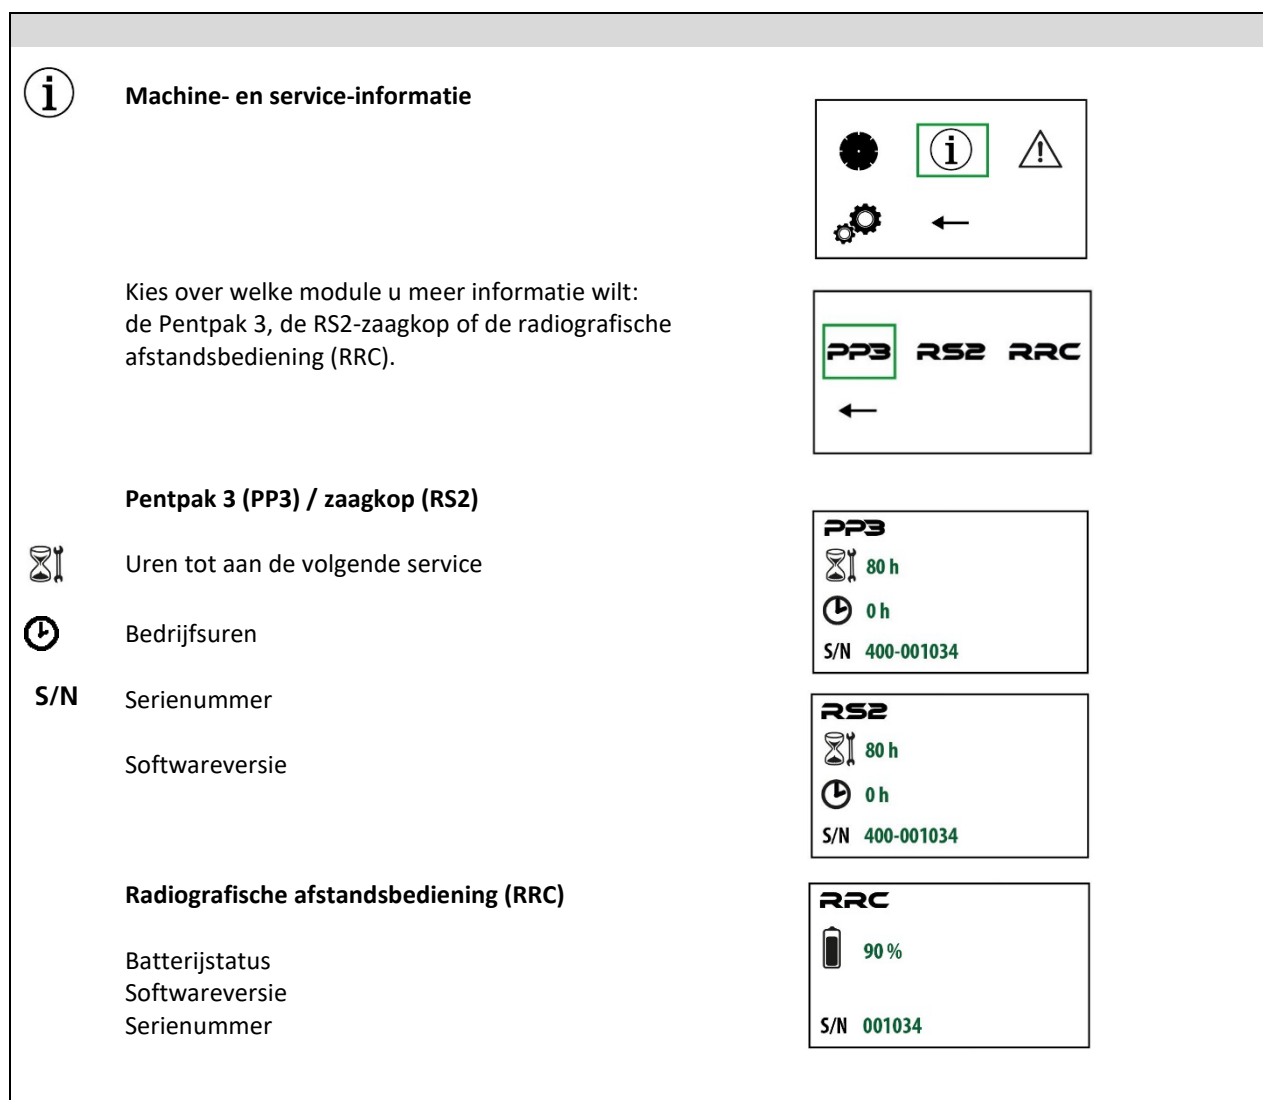 Machine- en service-informatie
Kies over welke module u meer informatie wilt:
de Pentpak 3, de RS2-zaagkop of de radiografische
afstandsbediening (RRC).
PP3 RS2 RRC
Pentpak 3 (PP3) / zaagkop (RS2)
Uren tot aan de volgende service
Bedrijfsuren
S/N Serienummer
Softwareversie
PP3
80 h
0 h
S/N 400-001034
RS2
80 h
0 h
S/N 400-001034
Radiografische afstandsbediening (RRC)
Batterijstatus
Softwareversie
Serienummer
RRC
90 %
S/N 001034